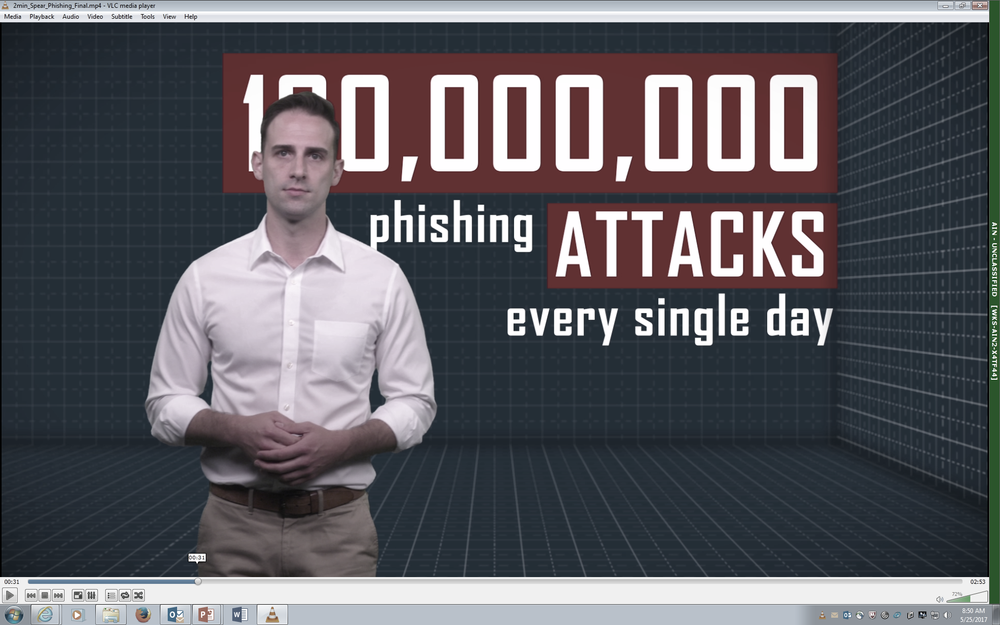 2min_Spear_Phishing_Final.mp4 - VLC media player
Media Playback Audio Video Subtitle Tools View Help
100,000,000
phishing ATTACKS
every single day
AIN - UNCLASSIFIED [WKS-AIN2-X4TF44]
00:31
00:31 02:53
72%
8:50 AM
5/25/2017